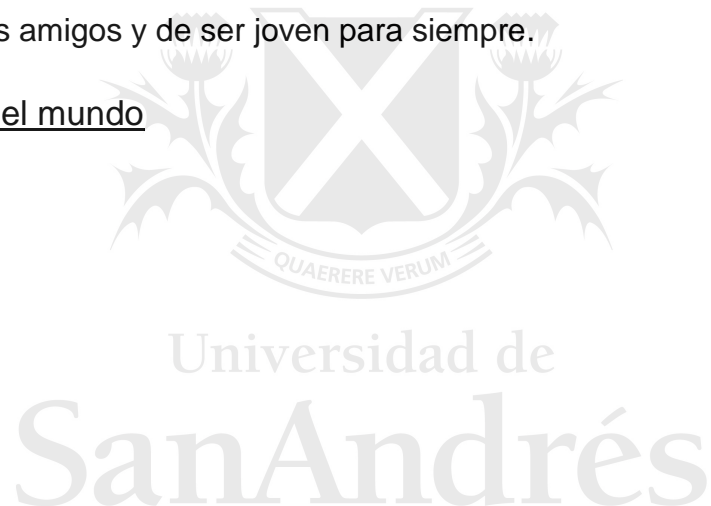 s amigos y de ser joven para siempre.
el mundo
QUAERERE VERUM
Universidad de
SanAndrés